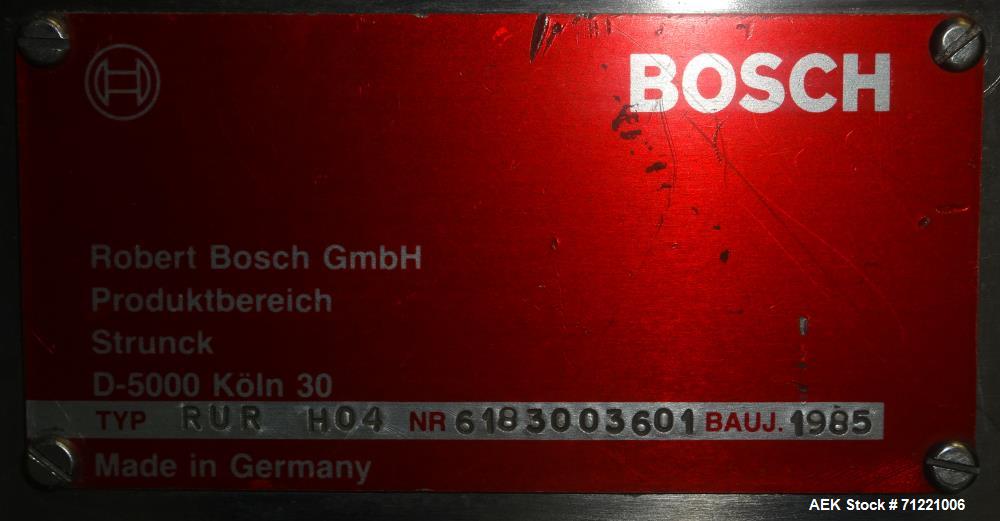 BOSCH
Robert Bosch GmbH
Produktbereich
Strunck
D-5000 Köln 30
TYP RUR H04 NR 6183003601 BAUJ. 1985
Made in Germany
AEK Stock # 71221006